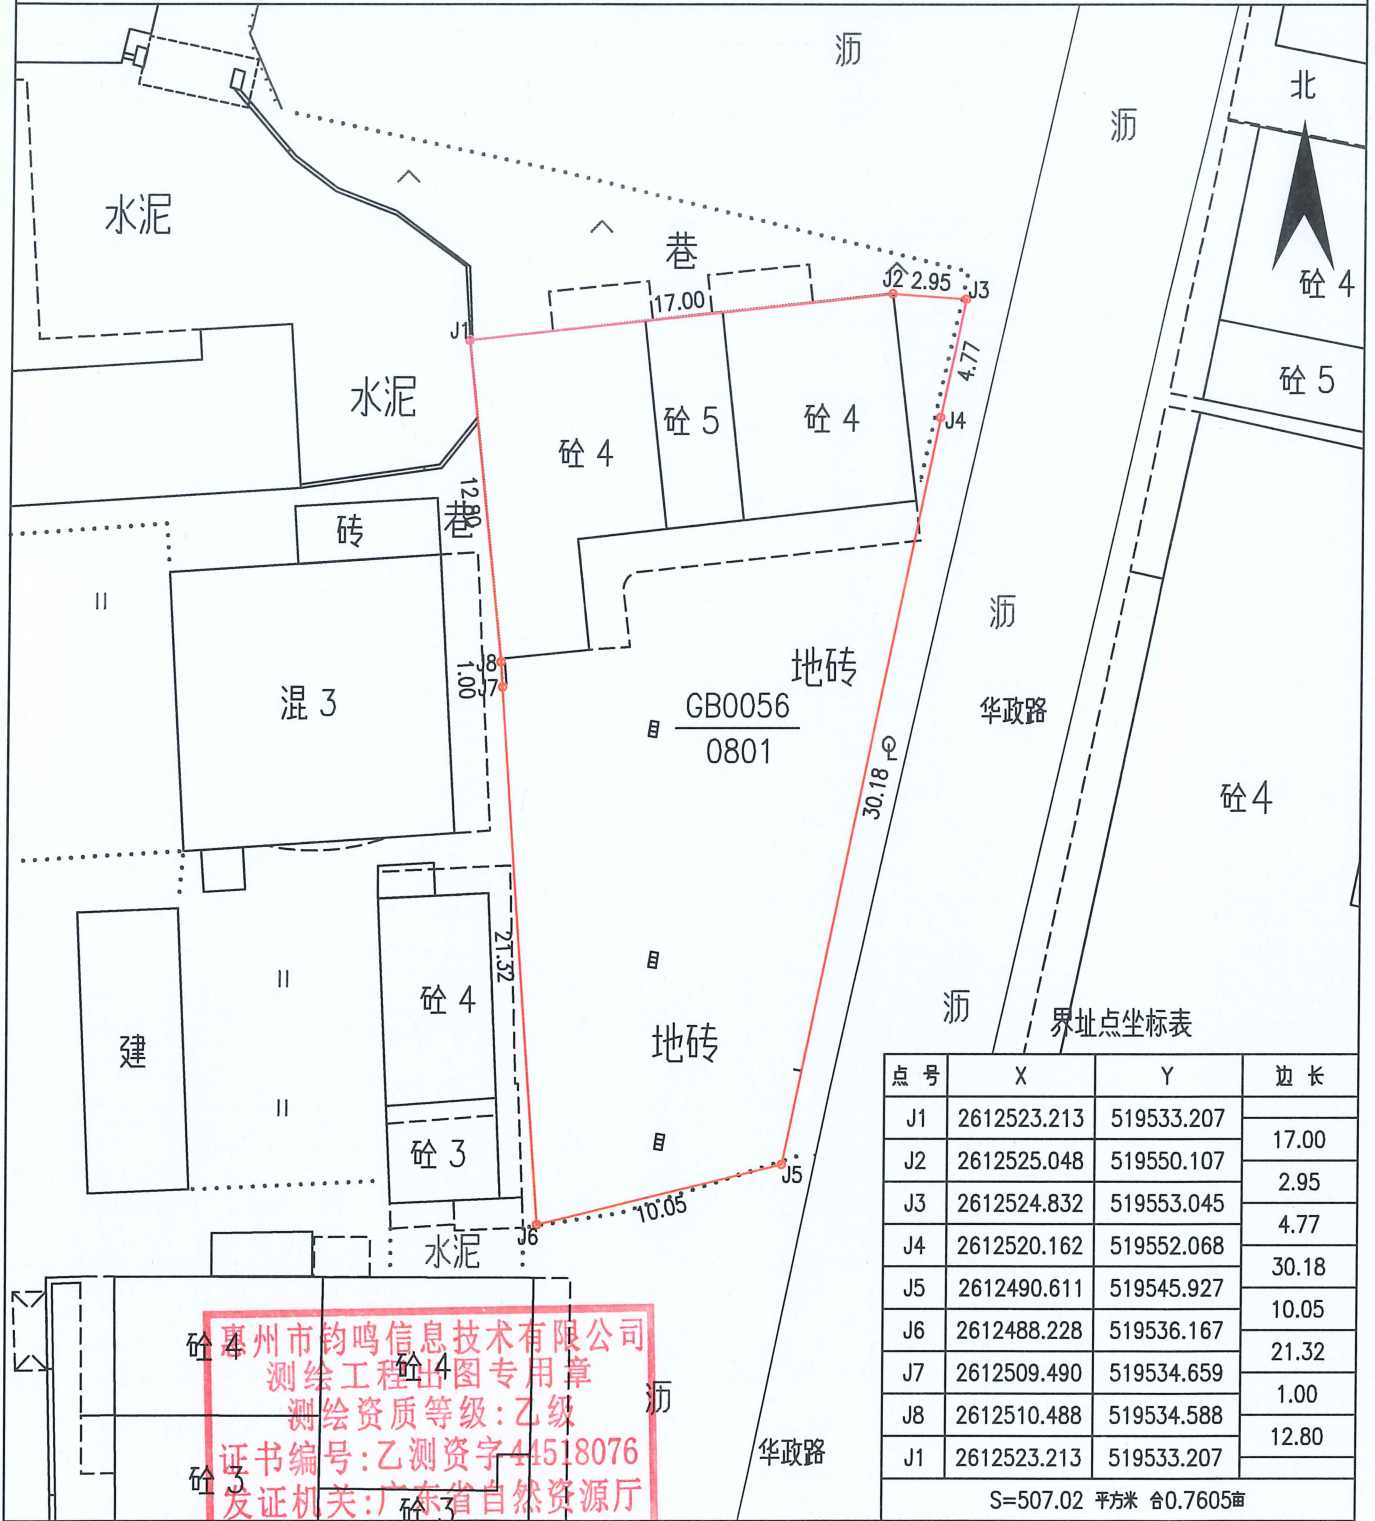 沥
北
沥
水泥
巷
砼 4
J2 2.95 J3
17.00
J1
4.77
砼 5
水泥
J4
砼 4
砼 5
砼 4
12.80
巷
砖
沥
J8
1.00
J7
地砖
混 3
GB0056
0801
华政路
30.18
砼 4
21.32
砼 4
沥
建
地砖
砼 3
J5
10.05
J6
水泥
界址点坐标表
点 号 X Y 边 长
J1 2612523.213 519533.207
17.00
J2 2612525.048 519550.107
2.95
J3 2612524.832 519553.045
4.77
J4 2612520.162 519552.068
30.18
J5 2612490.611 519545.927
10.05
J6 2612488.228 519536.167
21.32
J7 2612509.490 519534.659
1.00
J8 2612510.488 519534.588
12.80
J1 2612523.213 519533.207
S=507.02 平方米 合0.7605亩
砼 4
砼 4
沥
砼 3
砼 3
华政路
惠州市钧鸣信息技术有限公司
测绘工程出图专用章
测绘资质等级:乙级
证书编号:乙测资字44518076
发证机关:广东省自然资源厅